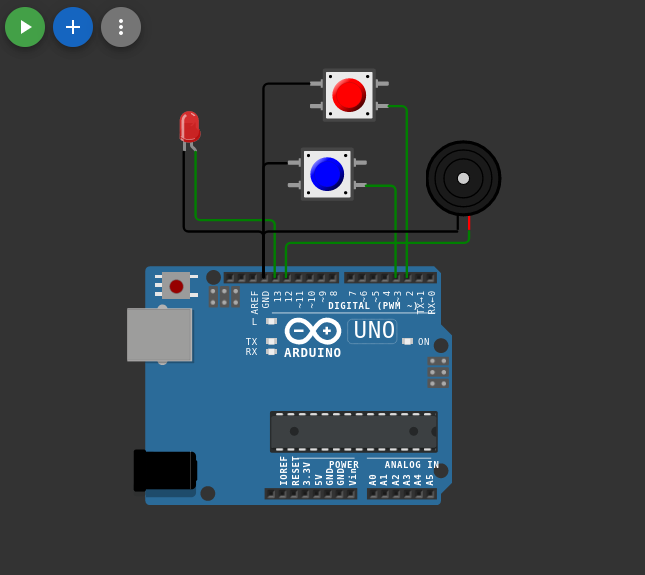 AREF
GND
13
12
~11
~10
~9
8
7
~6
~5
4
~3
2
TX→1
RX←0
DIGITAL (PWM ~)
L
TX
RX
ARDUINO
UNO
ON
IOREF
RESET
3.3V
5V
GND
GND
Vin
POWER
ANALOG IN
A0
A1
A2
A3
A4
A5